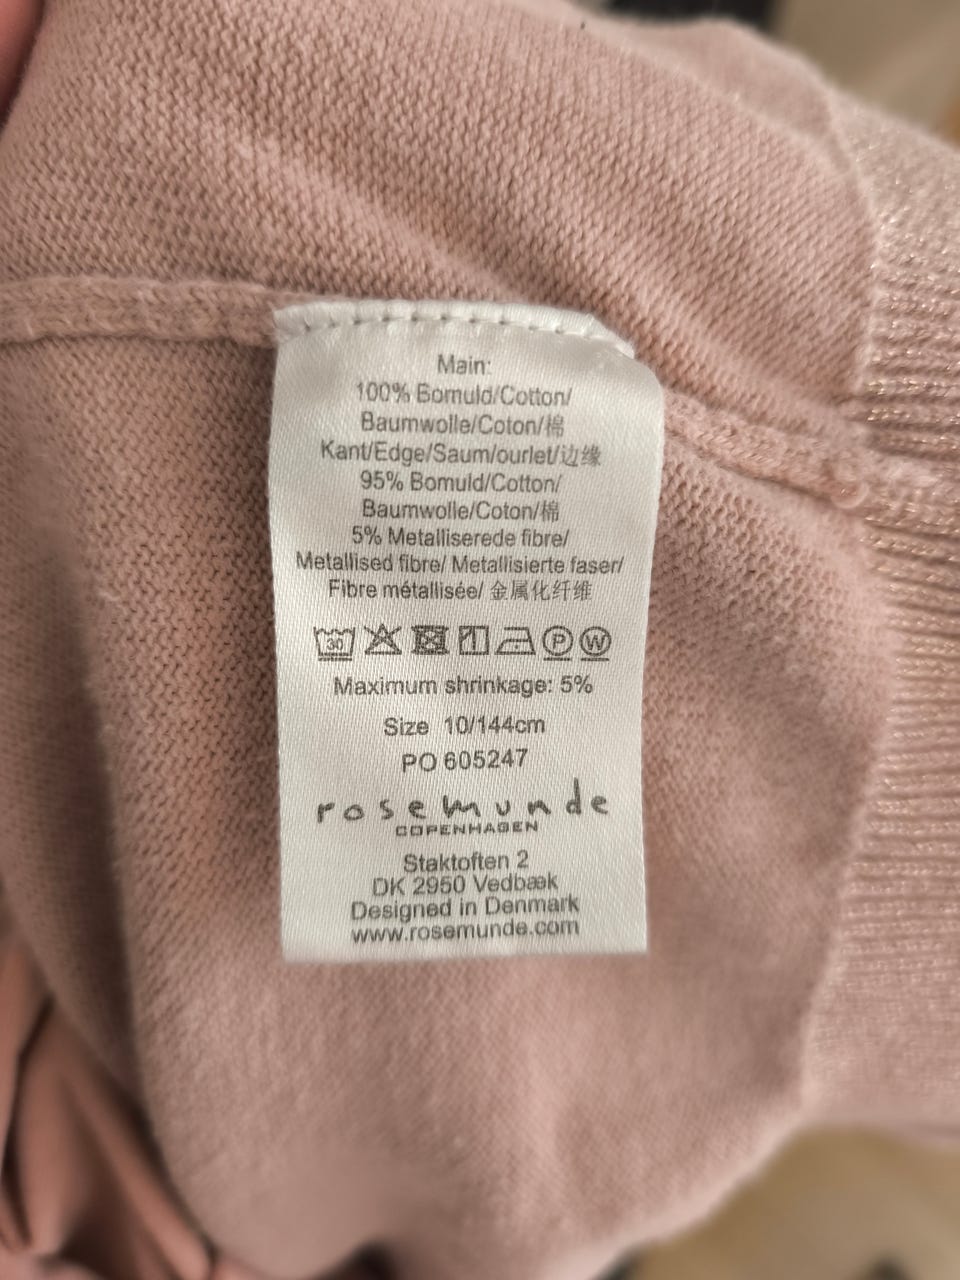 Main:
100% Bomuld/Cotton/
Baumwolle/Coton/棉
Kant/Edge/Saum/ourlet/边缘
95% Bomuld/Cotton/
Baumwolle/Coton/棉
5% Metalliserede fibre/
Metallised fibre/ Metallisierte faser/
Fibre métallisée/ 金属化纤维
30 P W
Maximum shrinkage: 5%
Size 10/144cm
PO 605247
rosemunde
COPENHAGEN
Staktoften 2
DK 2950 Vedbæk
Designed in Denmark
www.rosemunde.com